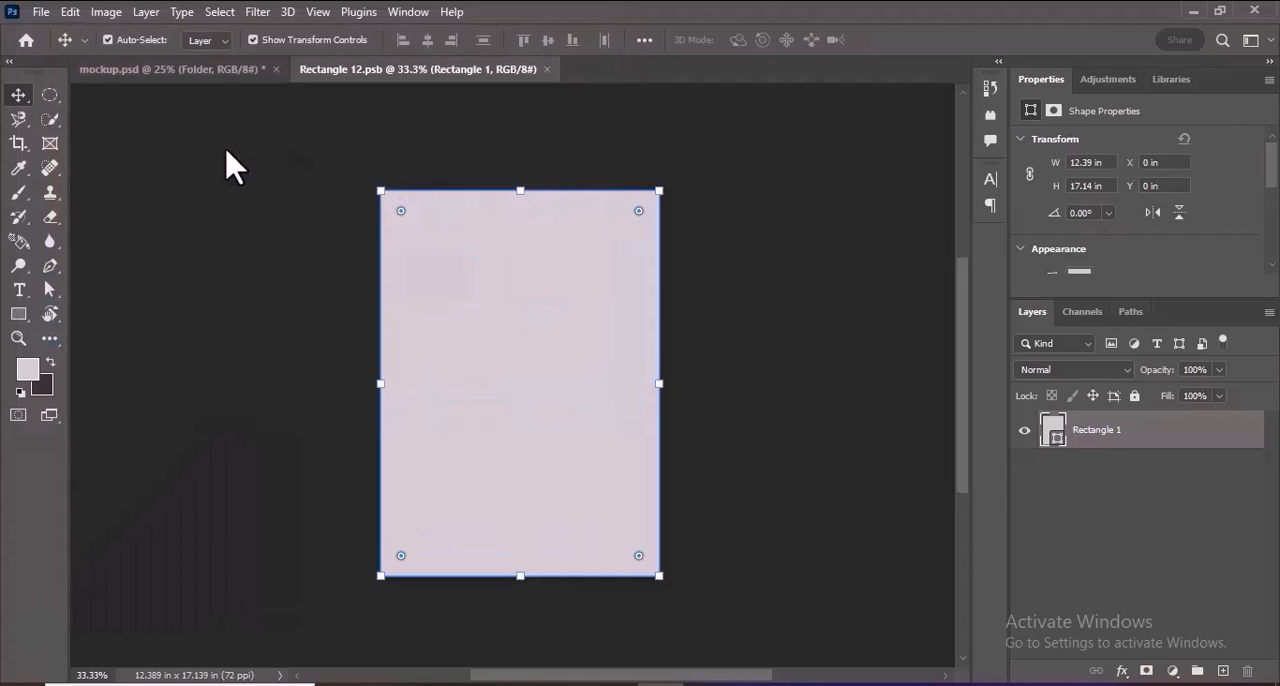 Ps File Edit Image Layer Type Select Filter 3D View Plugins Window Help
Auto-Select: Layer Show Transform Controls 3D Mode: Share
mockup.psd @ 25% (Folder, RGB/8#) * × Rectangle 12.psb @ 33.3% (Rectangle 1, RGB/8#) ×
Properties Adjustments Libraries
Shape Properties
Transform
W 12.39 in X 0 in
H 17.14 in Y 0 in
0.00°
Appearance
Layers Channels Paths
Kind
Normal Opacity: 100%
Lock: Fill: 100%
Rectangle 1
Activate Windows
Go to Settings to activate Windows.
33.33% 12.389 in x 17.139 in (72 ppi)